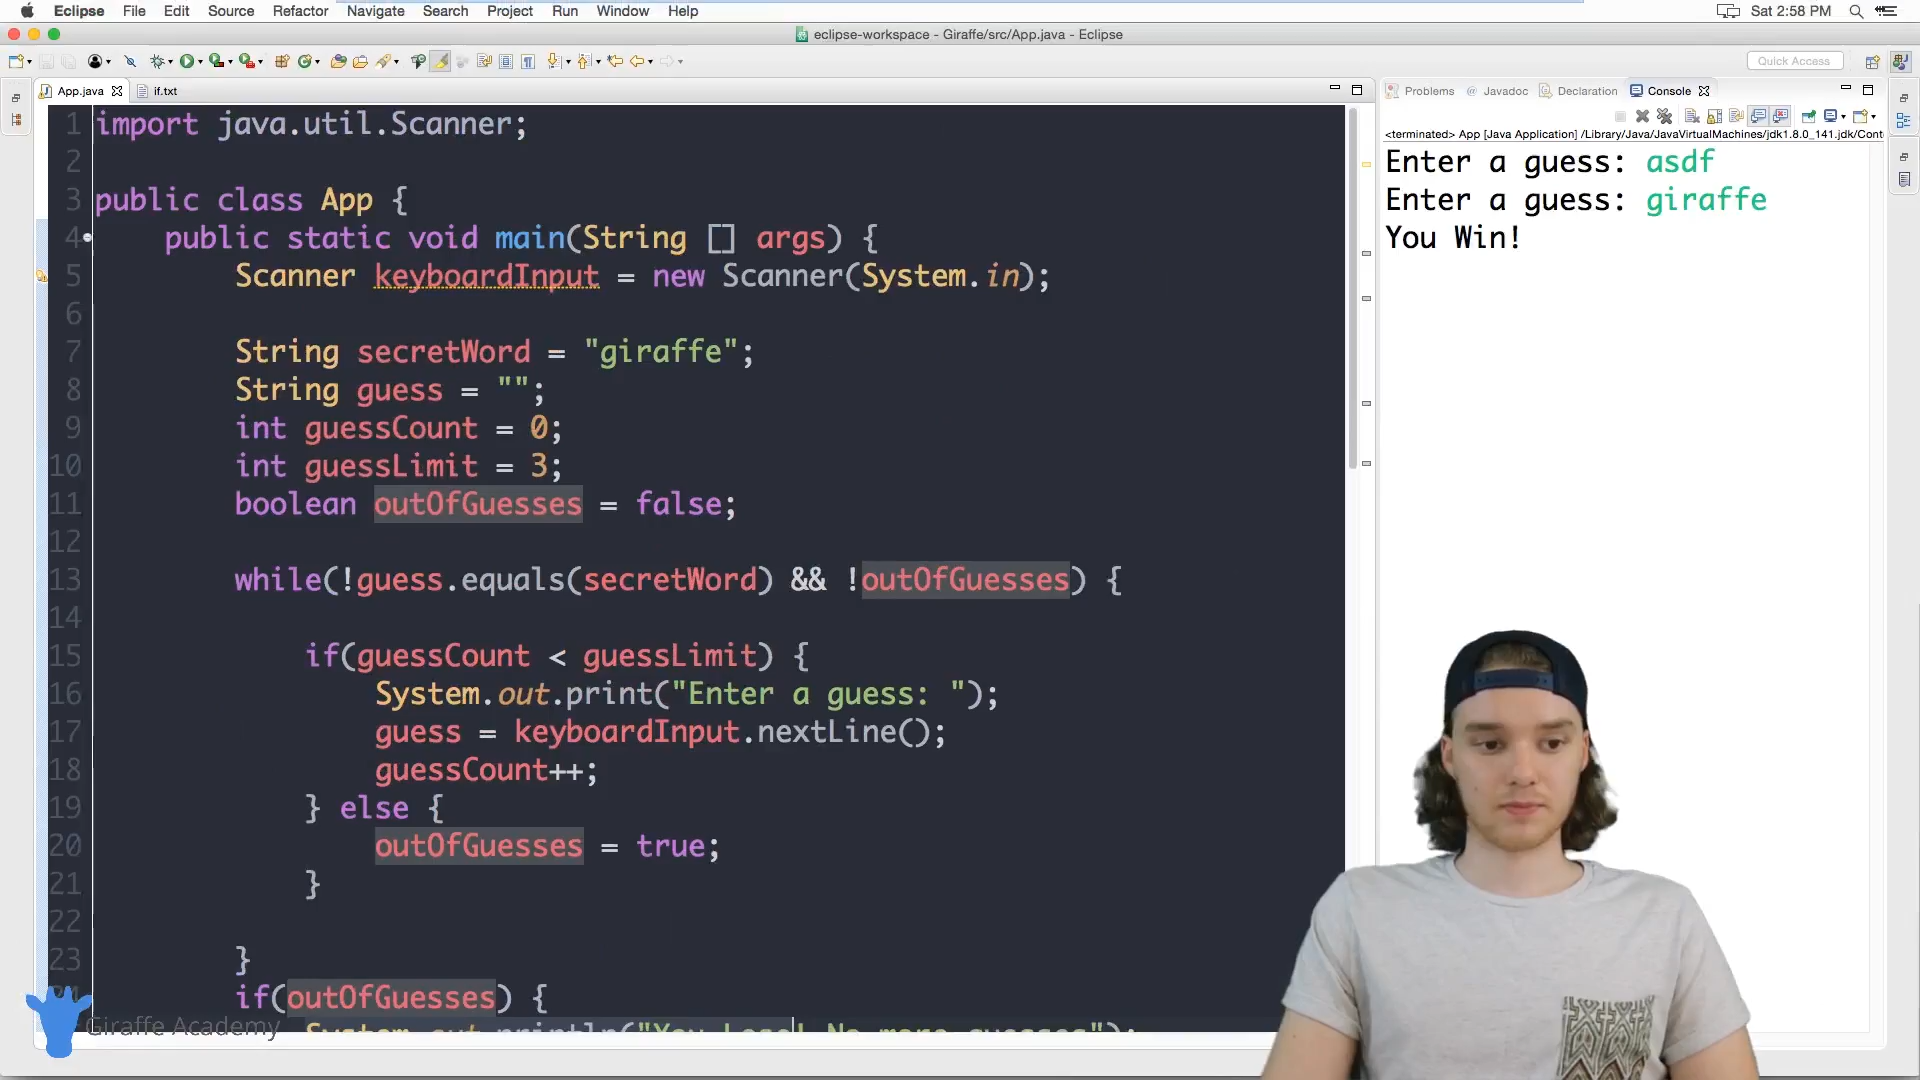 Eclipse File Edit Source Refactor Navigate Search Project Run Window Help Sat 2:58 PM
eclipse-workspace - Giraffe/src/App.java - Eclipse
Quick Access
App.java if.txt
Problems @ Javadoc Declaration Console
<terminated> App [Java Application] /Library/Java/JavaVirtualMachines/jdk1.8.0_141.jdk/Conte
Enter a guess: asdf
Enter a guess: giraffe
You Win!
1 import java.util.Scanner;
2
3 public class App {
4 public static void main(String [] args) {
5 Scanner keyboardInput = new Scanner(System.in);
6
7 String secretWord = "giraffe";
8 String guess = "";
9 int guessCount = 0;
10 int guessLimit = 3;
11 boolean outOfGuesses = false;
12
13 while(!guess.equals(secretWord) && !outOfGuesses) {
14
15 if(guessCount < guessLimit) {
16 System.out.print("Enter a guess: ");
17 guess = keyboardInput.nextLine();
18 guessCount++;
19 } else {
20 outOfGuesses = true;
21 }
22
23 }
24 if(outOfGuesses) {
System.out.println("You Lose! No more guesses");
Giraffe Academy